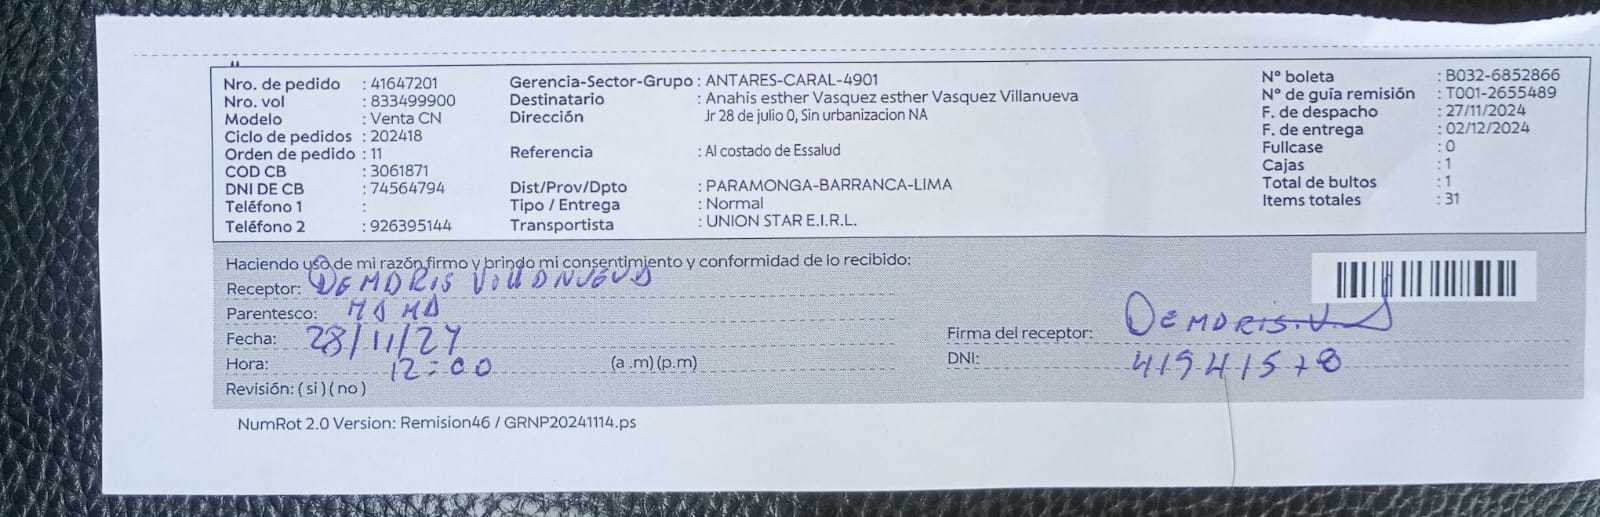 Nro. de pedido : 41647201
Nro. vol : 833499900
Modelo : Venta CN
Ciclo de pedidos : 202418
Orden de pedido : 11
COD CB : 3061871
DNI DE CB : 74564794
Teléfono 1 :
Teléfono 2 : 926395144
Gerencia-Sector-Grupo : ANTARES-CARAL-4901
Destinatario : Anahis esther Vasquez esther Vasquez Villanueva
Dirección Jr 28 de julio 0, Sin urbanizacion NA
Referencia : Al costado de Essalud
Dist/Prov/Dpto : PARAMONGA-BARRANCA-LIMA
Tipo / Entrega : Normal
Transportista : UNION STAR E.I.R.L.
N° boleta : B032-6852866
N° de guía remisión : T001-2655489
F. de despacho : 27/11/2024
F. de entrega : 02/12/2024
Fullcase : 0
Cajas : 1
Total de bultos : 1
Items totales : 31
Haciendo uso de mi razón firmo y brindo mi consentimiento y conformidad de lo recibido:
Receptor: DEMDRIS VILLDNUEVD
Parentesco: MAMA
Fecha: 28/11/24
Hora: 12:00 (a .m) (p.m)
Revisión: ( si ) ( no )
Firma del receptor: DEMDRIS.V.D
DNI: 41941578
NumRot 2.0 Version: Remision46 / GRNP20241114.ps